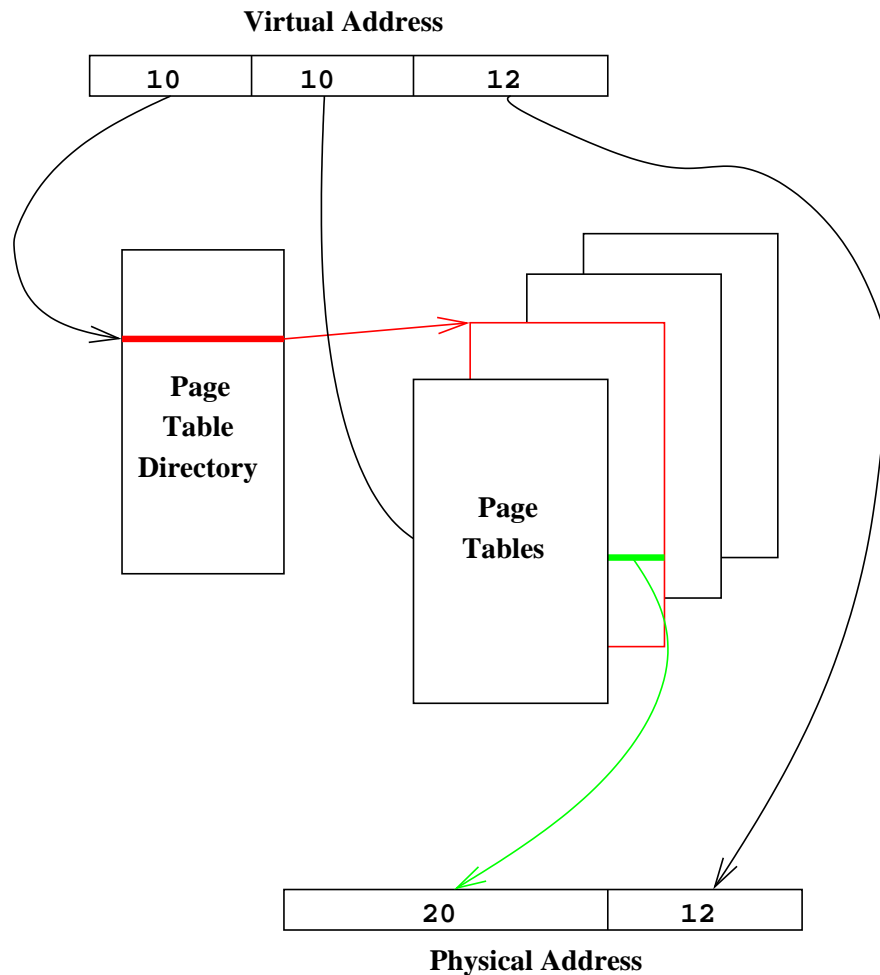 Virtual Address
10 10 12
Page
Table
Directory
Page
Tables
20 12
Physical Address